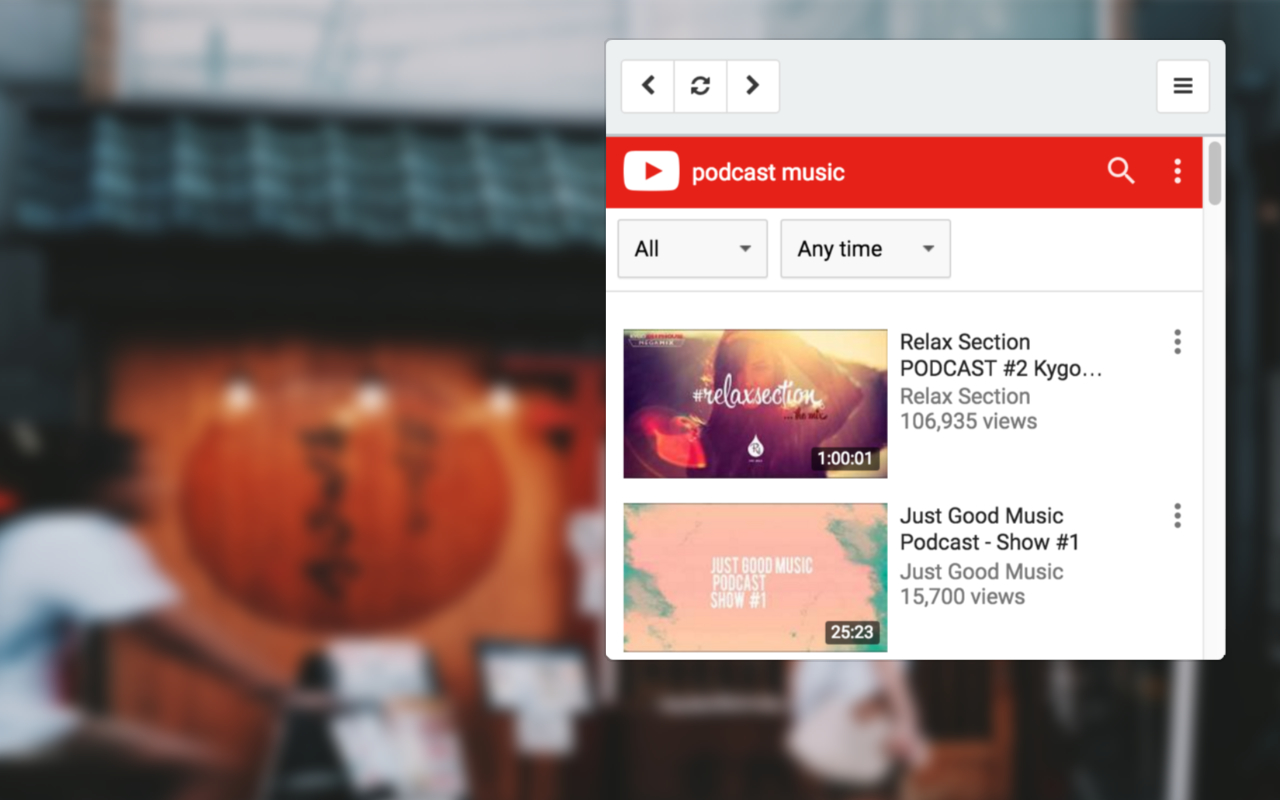 podcast music
All
Any time
MEGAMIX
#relaxsection
...the mix
1:00:01
Relax Section
PODCAST #2 Kygo...
Relax Section
106,935 views
JUST GOOD MUSIC
PODCAST
SHOW #1
25:23
Just Good Music
Podcast - Show #1
Just Good Music
15,700 views